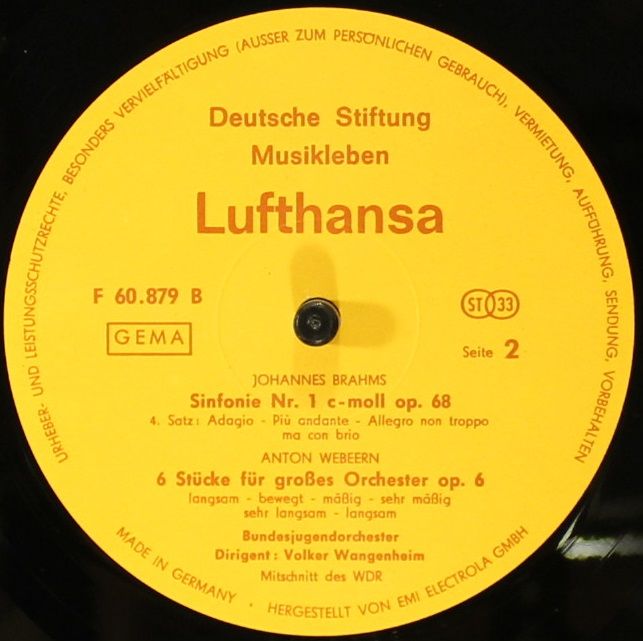 URHEBER- UND LEISTUNGSSCHUTZRECHTE, BESONDERS VERVIELFÄLTIGUNG (AUSSER ZUM PERSÖNLICHEN GEBRAUCH), VERMIETUNG, AUFFÜHRUNG, SENDUNG, VORBEHALTEN
Deutsche Stiftung
Musikleben
Lufthansa
F 60.879 B
GEMA
ST 33
Seite 2
JOHANNES BRAHMS
Sinfonie Nr. 1 c-moll op. 68
4. Satz: Adagio - Più andante - Allegro non troppo
ma con brio
ANTON WEBEERN
6 Stücke für großes Orchester op. 6
langsam - bewegt - mäßig - sehr mäßig
sehr langsam - langsam
Bundesjugendorchester
Dirigent: Volker Wangenheim
Mitschnitt des WDR
MADE IN GERMANY · HERGESTELLT VON EMI ELECTROLA GMBH